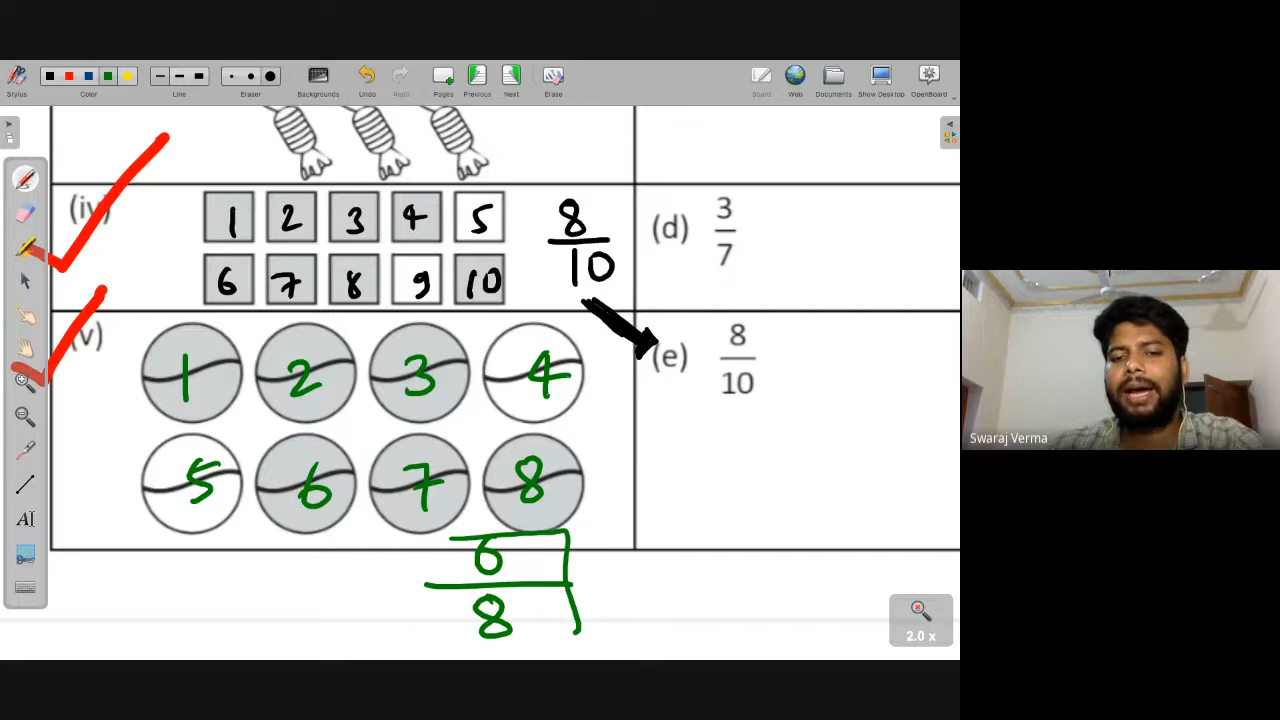 Stylus Color Line Eraser Backgrounds Undo Redo Pages Previous Next Erase Board Web Documents Show Desktop OpenBoard
(iv) 1 2 3 4 5 8/10 (d) 3/7
6 7 8 9 10
(v) 1 2 3 4 (e) 8/10
5 6 7 8
6/8
2.0 x
Swaraj Verma